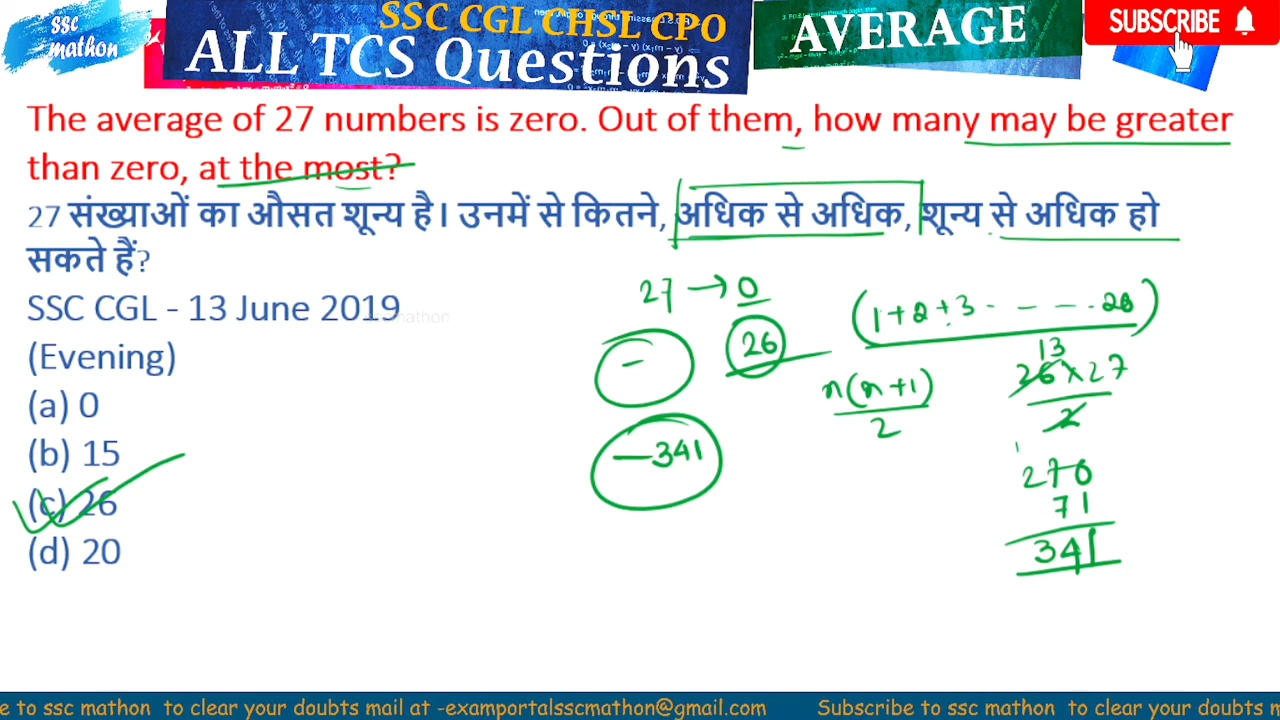 SSC
mathon
SSC CGL CHSL CPO
ALL TCS Questions
AVERAGE
SUBSCRIBE
The average of 27 numbers is zero. Out of them, how many may be greater
than zero, at the most?
27 संख्याओं का औसत शून्य है। उनमें से कितने, अधिक से अधिक, शून्य से अधिक हो
सकते हैं?
SSC CGL - 13 June 2019
(Evening)
(a) 0
(b) 15
(c) 26
(d) 20
27 → 0
26
−
−341
(1+2+3 - - - - 26)
n(n+1)
2
13
26×27
2
270
71
341
e to ssc mathon to clear your doubts mail at -examportalsscmathon@gmail.com Subscribe to ssc mathon to clear your doubts m